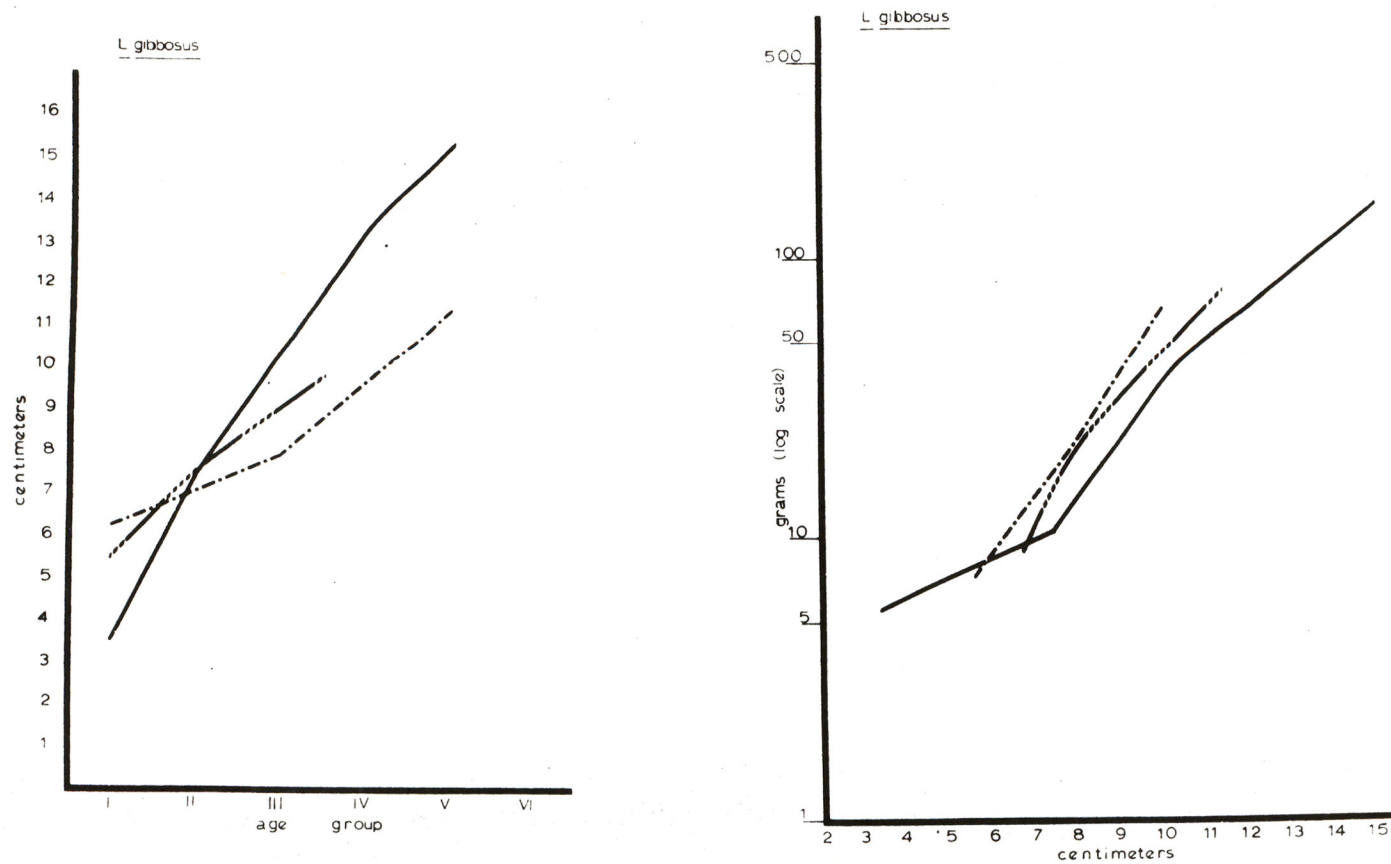 L gibbosus
16
15
14
13
12
11
10
9
8
7
6
5
4
3
2
1
centimeters
I II III IV V VI
age group
L gibbosus
500
100
50
10
5
1
grams (log scale)
2 3 4 5 6 7 8 9 10 11 12 13 14 15
centimeters